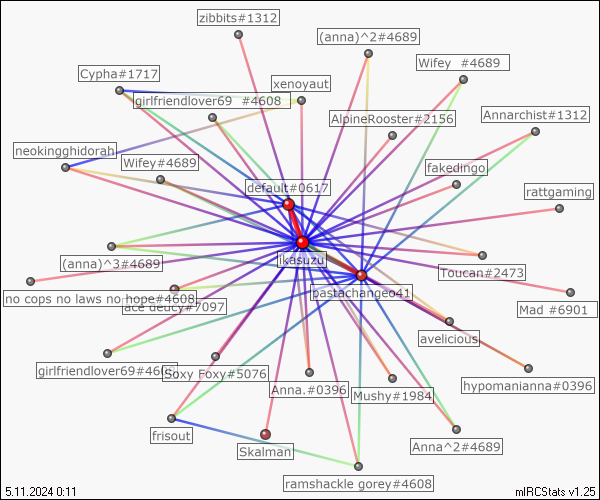 zibbits#1312
(anna)^2#4689
Wifey  #4689
Cypha#1717
xenoyaut
girlfriendlover69  #4608
AlpineRooster#2156
Annarchist#1312
neokingghidorah
Wifey#4689
fakedingo
default#0617
rattgaming
ikasuzu
(anna)^3#4689
Toucan#2473
bastachangeo41
no cops no laws no hope#4608
ace deucy#7097
Mad #6901
avelicious
girlfriendlover69#4608
Soxy Foxy#5076
Anna.#0396
Mushy#1984
hypomanianna#0396
frisout
Skalman
Anna^2#4689
ramshackle gorey#4608
5.11.2024 0:11
mIRCStats v1.25